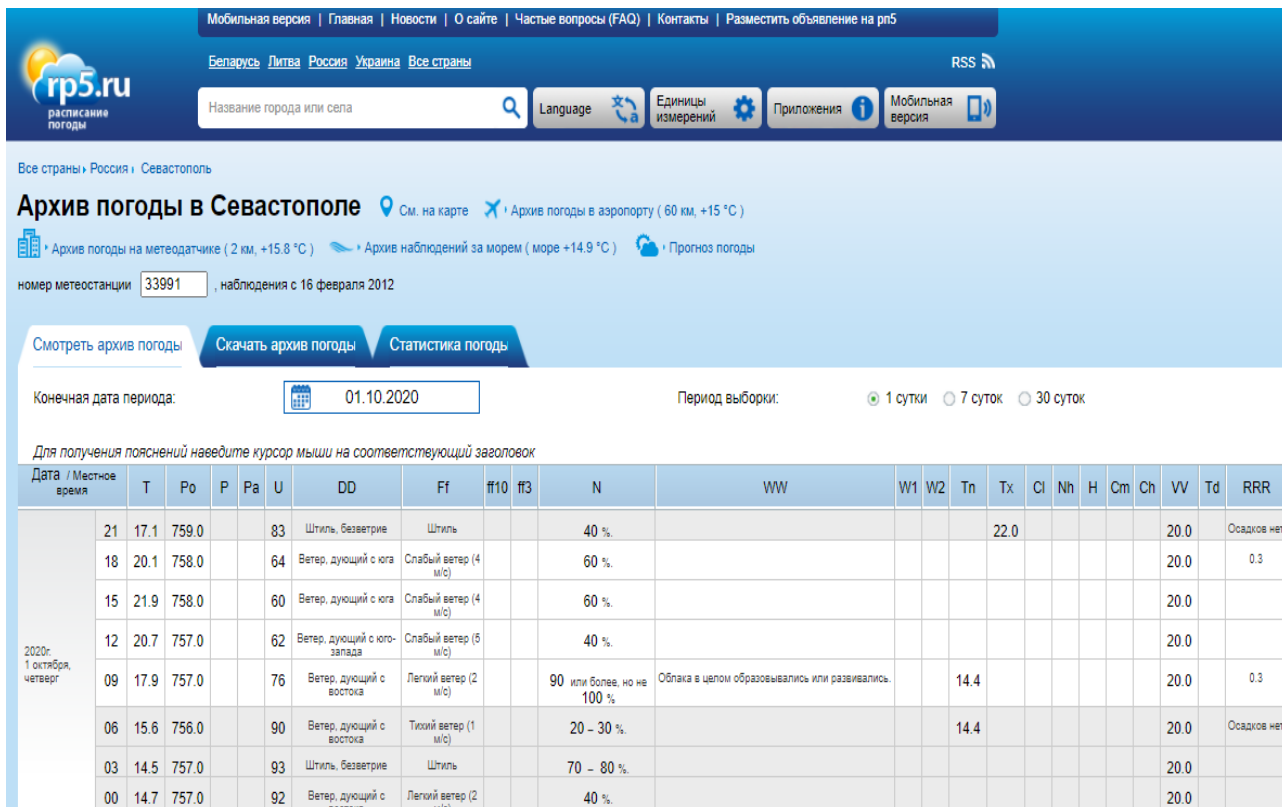 Мобильная версия | Главная | Новости | О сайте | Частые вопросы (FAQ) | Контакты | Разместить объявление на рп5
rp5.ru
расписание
погоды
Беларусь Литва Россия Украина Все страны
RSS
Название города или села
Language
Единицы
измерений
Приложения
Мобильная
версия
Все страны › Россия › Севастополь
Архив погоды в Севастополе См. на карте Архив погоды в аэропорту ( 60 км, +15 °C )
Архив погоды на метеодатчике ( 2 км, +15.8 °C ) Архив наблюдений за морем ( море +14.9 °C ) Прогноз погоды
номер метеостанции 33991 , наблюдения с 16 февраля 2012
Смотреть архив погоды Скачать архив погоды Статистика погоды
Конечная дата периода: 01.10.2020 Период выборки: 1 сутки 7 суток 30 суток
Для получения пояснений наведите курсор мыши на соответствующий заголовок
Дата / Местное время T Po P Pa U DD Ff ff10 ff3 N WW W1 W2 Tn Tx Cl Nh H Cm Ch VV Td RRR
2020г.
1 октября,
четверг
21 17.1 759.0 83 Штиль, безветрие Штиль 40 %. 22.0 20.0 Осадков нет
18 20.1 758.0 64 Ветер, дующий с юга Слабый ветер (4 м/с) 60 %. 20.0 0.3
15 21.9 758.0 60 Ветер, дующий с юга Слабый ветер (4 м/с) 60 %. 20.0
12 20.7 757.0 62 Ветер, дующий с юго-запада Слабый ветер (5 м/с) 40 %. 20.0
09 17.9 757.0 76 Ветер, дующий с востока Легкий ветер (2 м/с) 90 или более, но не 100 % Облака в целом образовывались или развивались. 14.4 20.0 0.3
06 15.6 756.0 90 Ветер, дующий с востока Тихий ветер (1 м/с) 20 – 30 %. 14.4 20.0 Осадков нет
03 14.5 757.0 93 Штиль, безветрие Штиль 70 – 80 %. 20.0
00 14.7 757.0 92 Ветер, дующий с Легкий ветер (2 40 %. 20.0